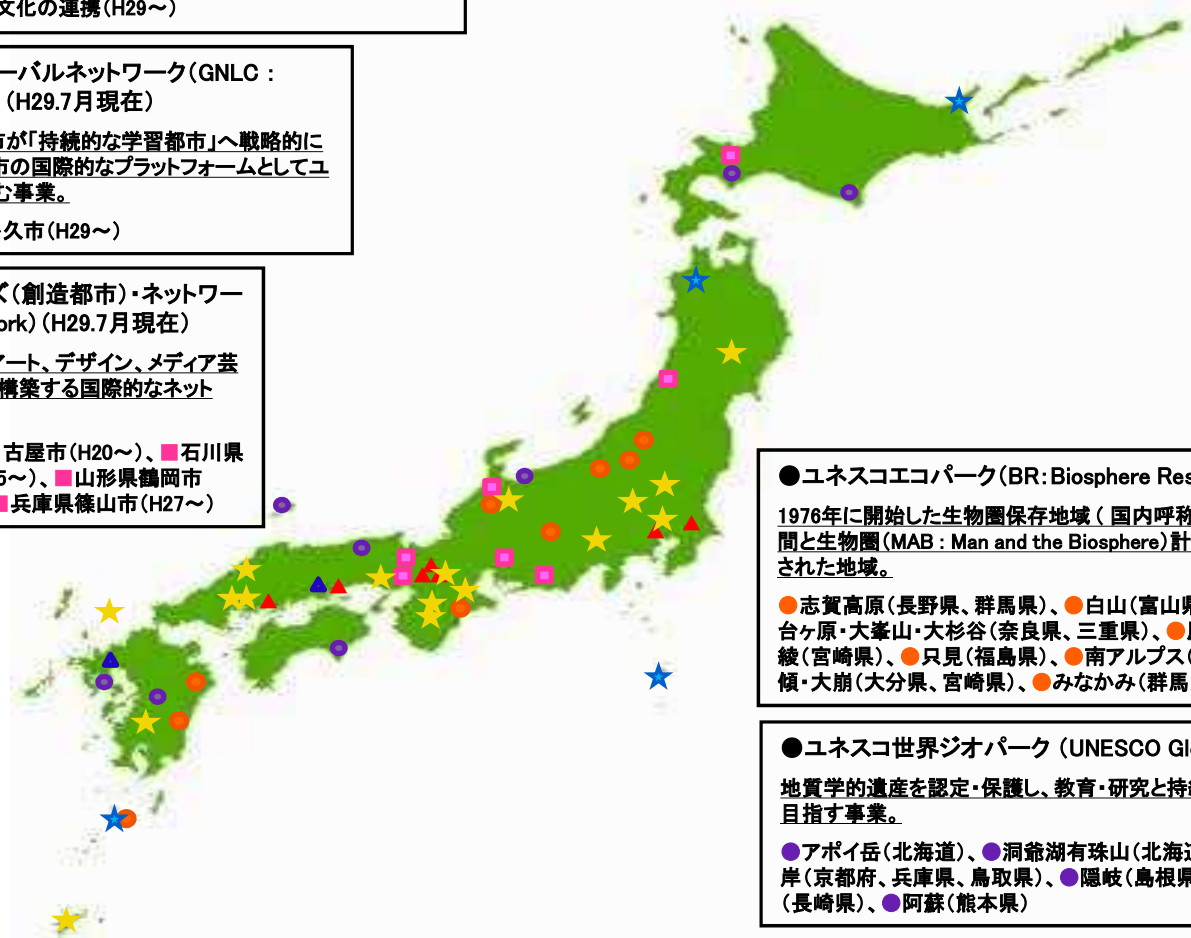 文化の連携(H29～)
ーバルネットワーク(GNLC :
(H29.7月現在)
市が「持続的な学習都市」へ戦略的に
市の国際的なプラットフォームとしてユ
む事業。
久市(H29～)
ズ(創造都市)・ネットワー
ork)(H29.7月現在)
アート、デザイン、メディア芸
構築する国際的なネット
古屋市(H20～)、■石川県
5～)、■山形県鶴岡市
■兵庫県篠山市(H27～)
●ユネスコエコパーク(BR:Biosphere Res
1976年に開始した生物圏保存地域( 国内呼称
間と生物圏(MAB : Man and the Biosphere)計
された地域。
●志賀高原(長野県、群馬県)、●白山(富山県
台ヶ原・大峯山・大杉谷(奈良県、三重県)、●
綾(宮崎県)、●只見(福島県)、●南アルプス(
傾・大崩(大分県、宮崎県)、●みなかみ(群馬
●ユネスコ世界ジオパーク (UNESCO Gl
地質学的遺産を認定・保護し、教育・研究と持続
目指す事業。
●アポイ岳(北海道)、●洞爺湖有珠山(北海道
岸(京都府、兵庫県、鳥取県)、●隠岐(島根県
(長崎県)、●阿蘇(熊本県)